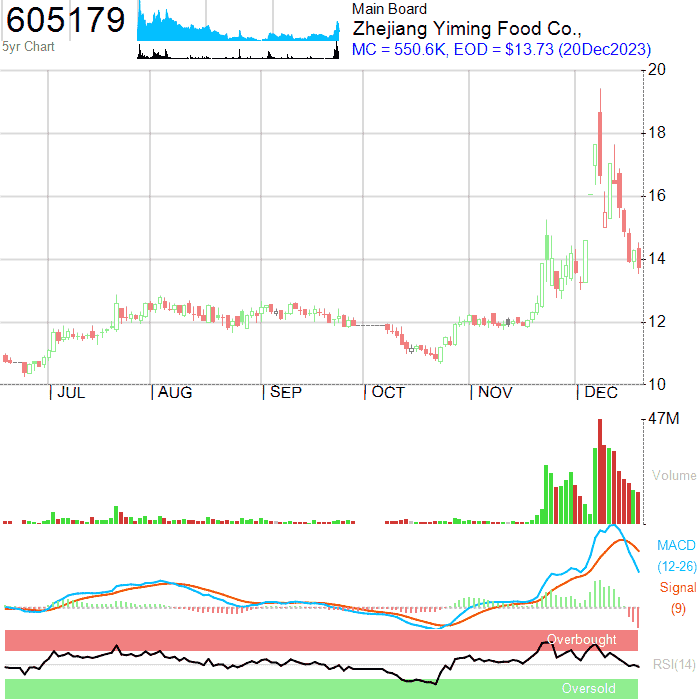 605179
5yr Chart
Main Board
Zhejiang Yiming Food Co.,
MC = 550.6K, EOD = $13.73 (20Dec2023)
20
18
16
14
12
10
JUL AUG SEP OCT NOV DEC
47M
Volume
MACD
(12-26)
Signal
(9)
Overbought
RSI(14)
Oversold